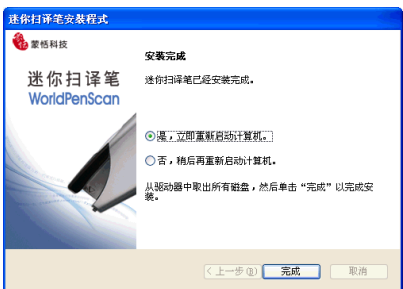 迷你扫译笔安装程式
蒙恬科技
迷你扫译笔
WorldPenScan
安装完成
迷你扫译笔已经安装完成。
是，立即重新启动计算机。
否，稍后再重新启动计算机。
从驱动器中取出所有磁盘，然后单击“完成”以完成安
装。
<上一步(B)
完成
取消